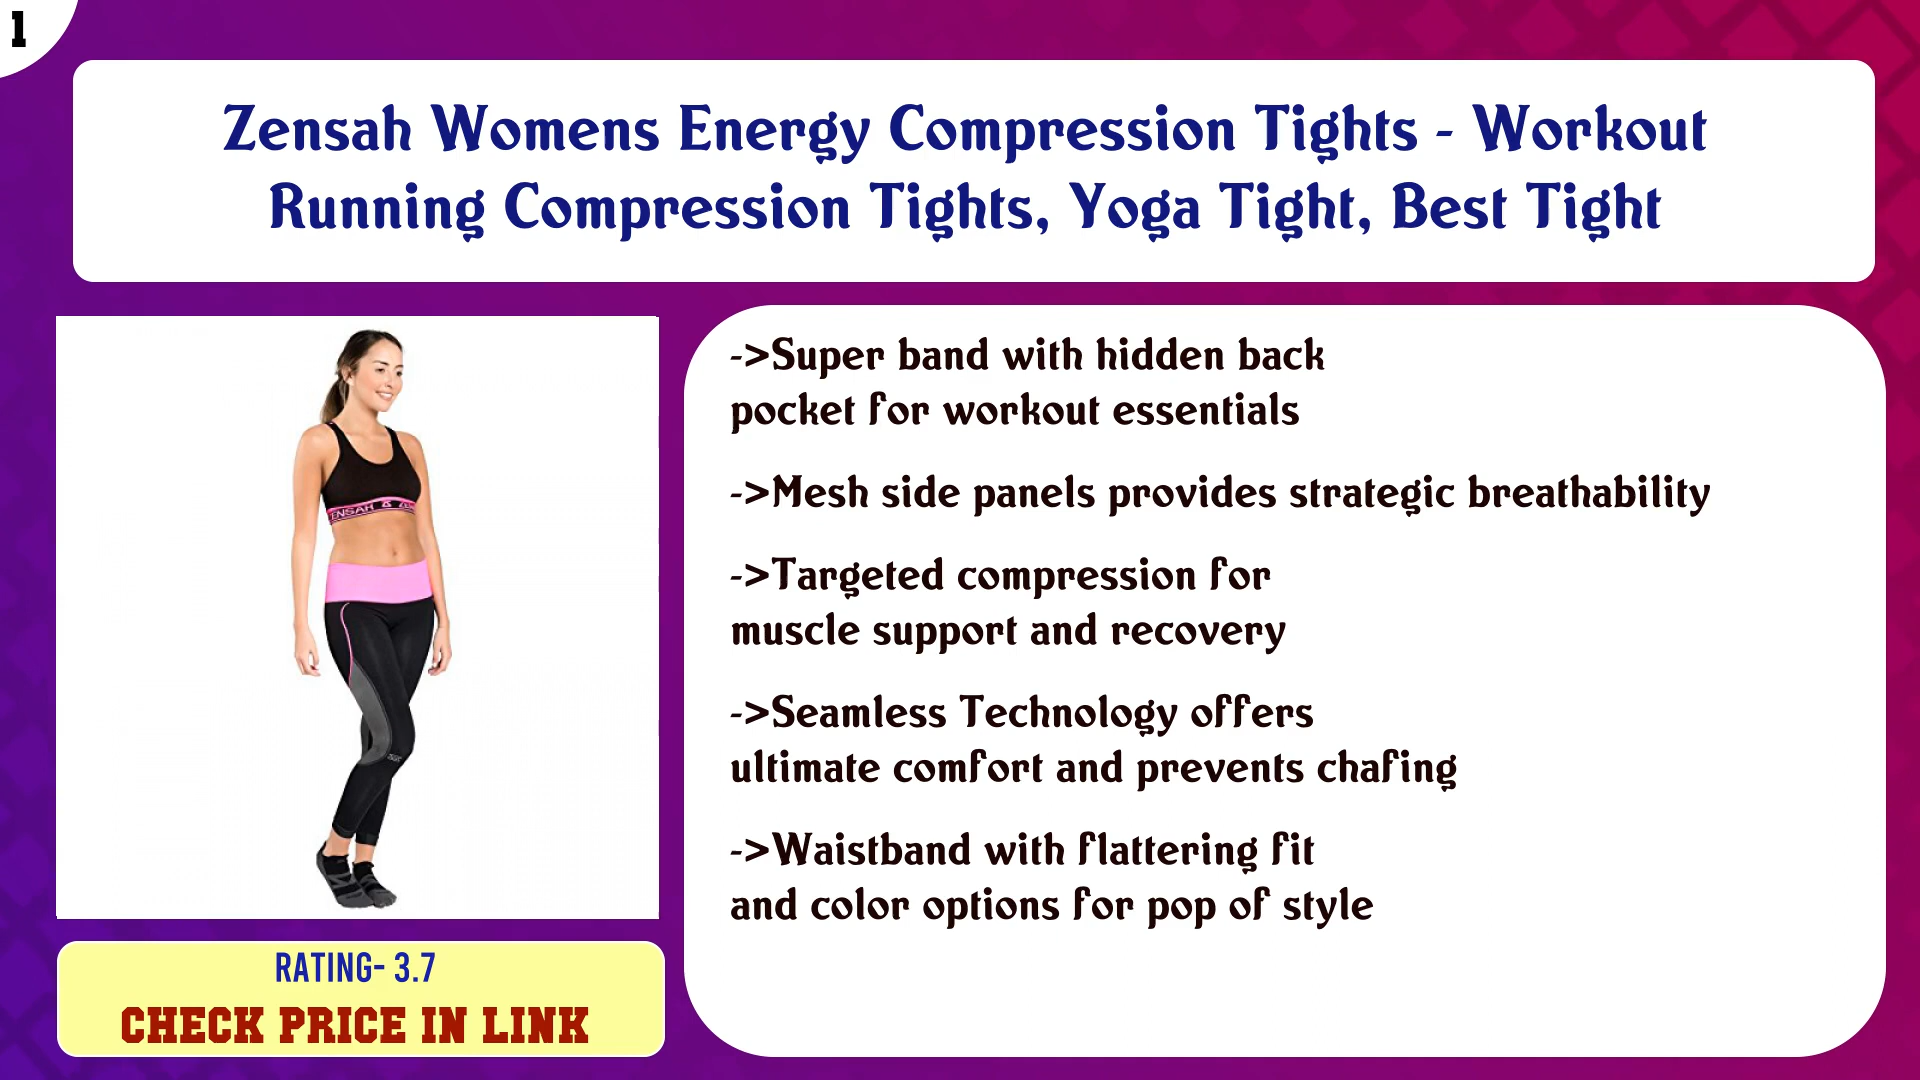 1
Zensah Womens Energy Compression Tights - Workout
Running Compression Tights, Yoga Tight, Best Tight
->Super band with hidden back
pocket for workout essentials
->Mesh side panels provides strategic breathability
->Targeted compression for
muscle support and recovery
->Seamless Technology offers
ultimate comfort and prevents chafing
->Waistband with flattering fit
and color options for pop of style
ENSAH
RATING- 3.7
CHECK PRICE IN LINK